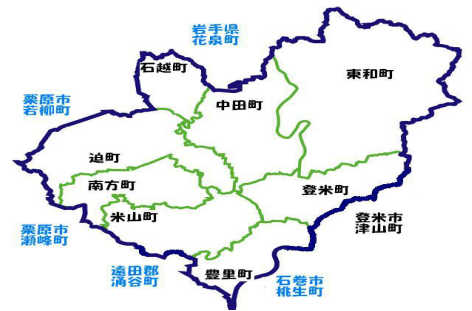 岩手県
花泉町
石越町
東和町
中田町
栗原市
若柳町
迫町
南方町
登米町
米山町
登米市
津山町
栗原市
瀬峰町
遠田郡
涌谷町
豊里町
石巻市
桃生町